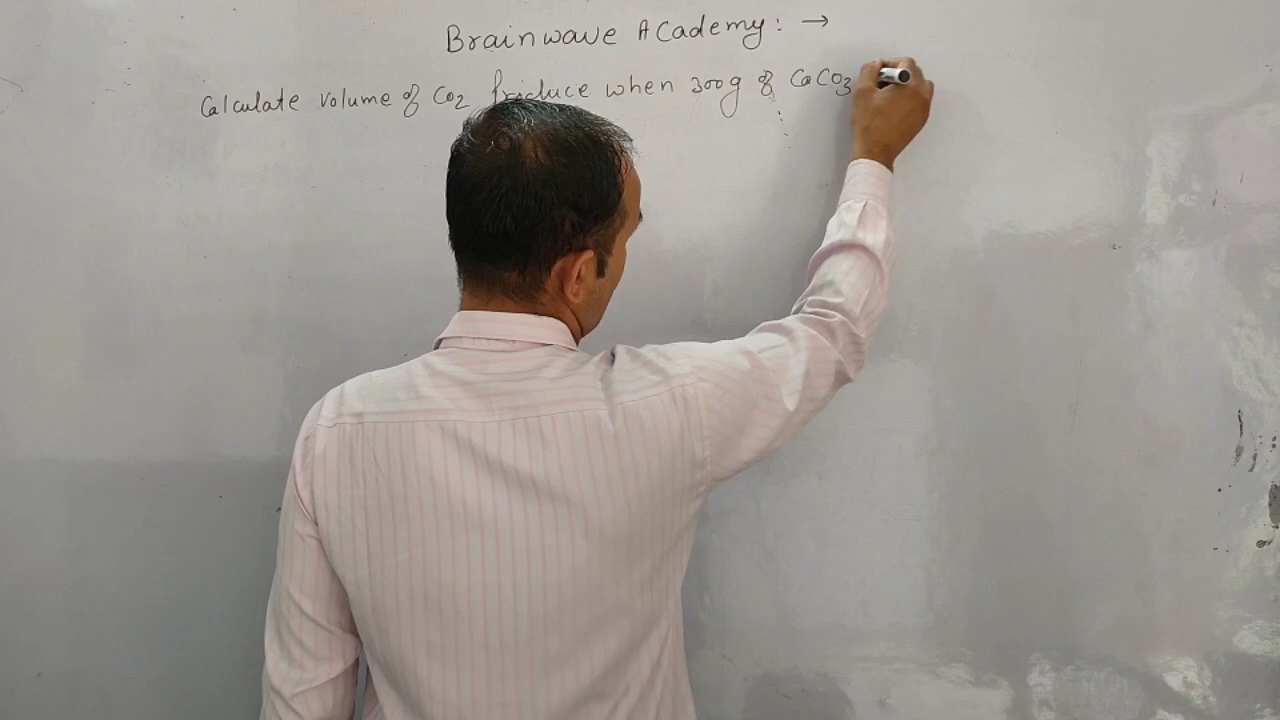 Brainwave Academy: →
Calculate volume of CO2 produce when 300g of CaCO3